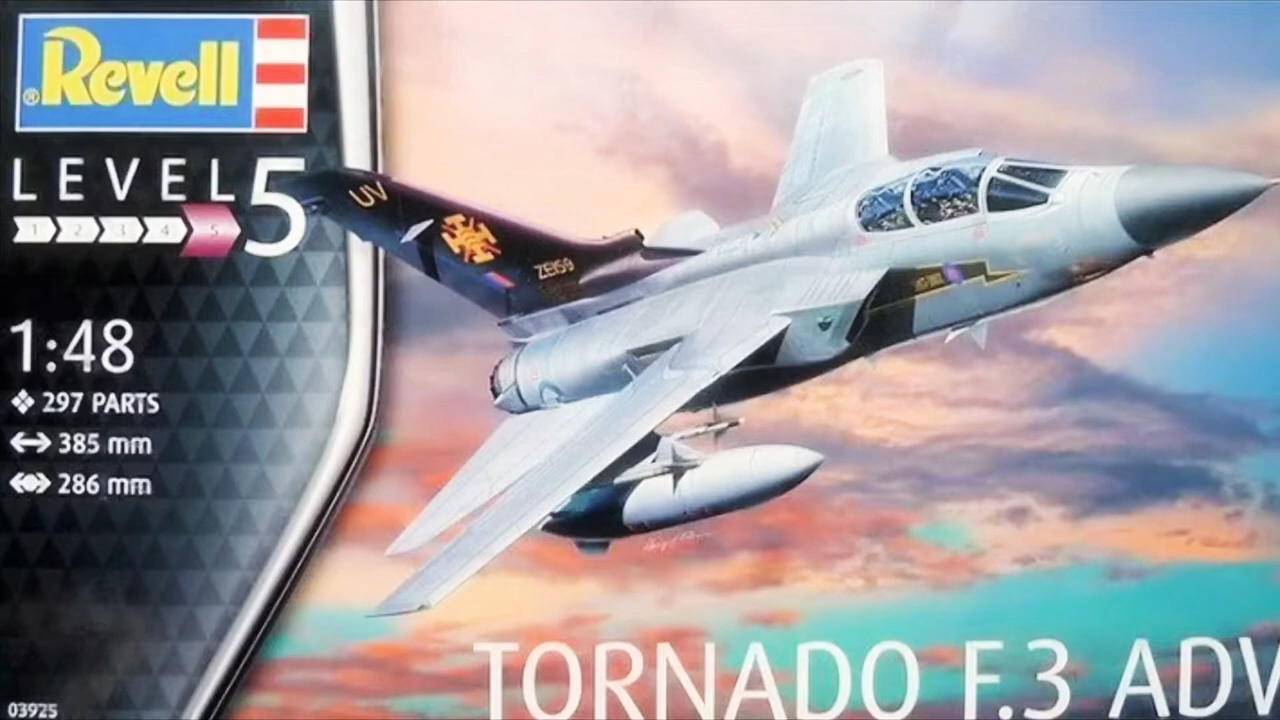 ®Revell
LEVEL 5
1 2 3 4 5
1:48
297 PARTS
385 mm
286 mm
UV
ZE159
TORNADO F.3 ADV
03925